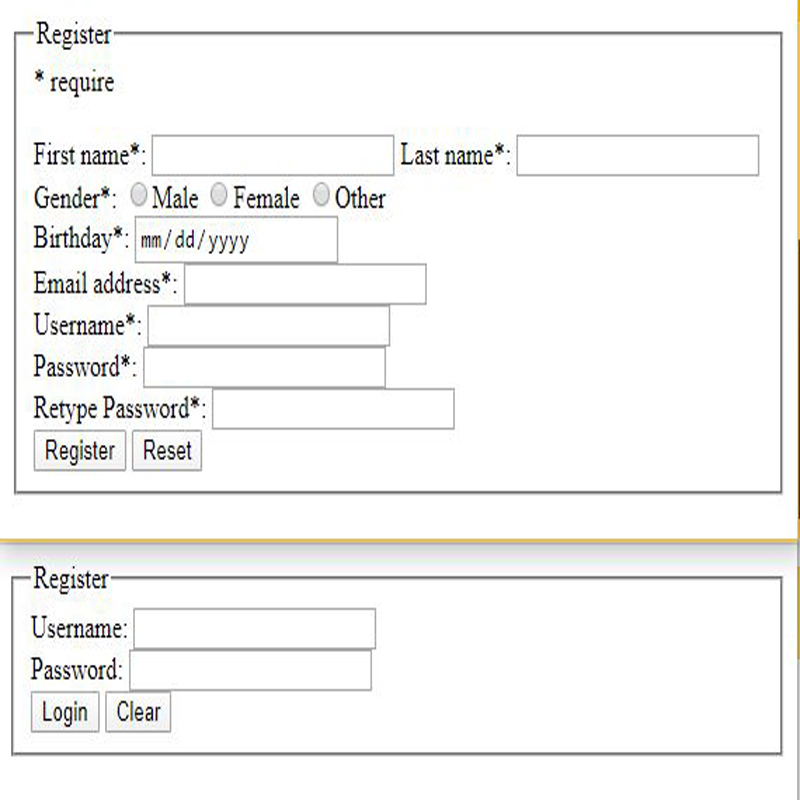 Register
* require
First name*: Last name*:
Gender*: Male Female Other
Birthday*: mm/dd/yyyy
Email address*:
Username*:
Password*:
Retype Password*:
Register Reset
Register
Username:
Password:
Login Clear